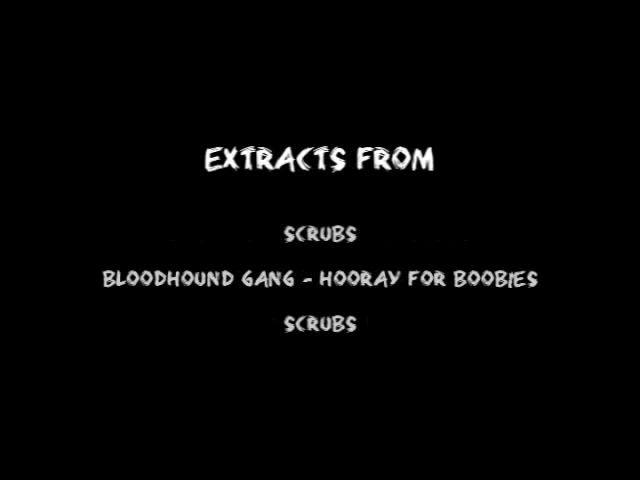 EXTRACTS FROM
SCRUBS
BLOODHOUND GANG - HOORAY FOR BOOBIES
SCRUBS